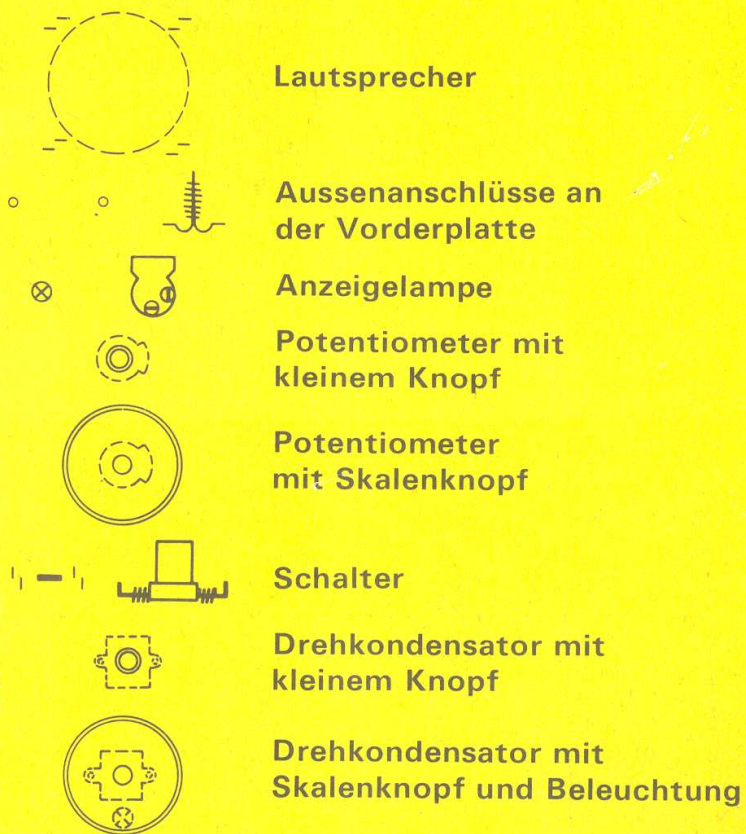 Lautsprecher
Aussenanschlüsse an
der Vorderplatte
Anzeigelampe
Potentiometer mit
kleinem Knopf
Potentiometer
mit Skalenknopf
Schalter
Drehkondensator mit
kleinem Knopf
Drehkondensator mit
Skalenknopf und Beleuchtung